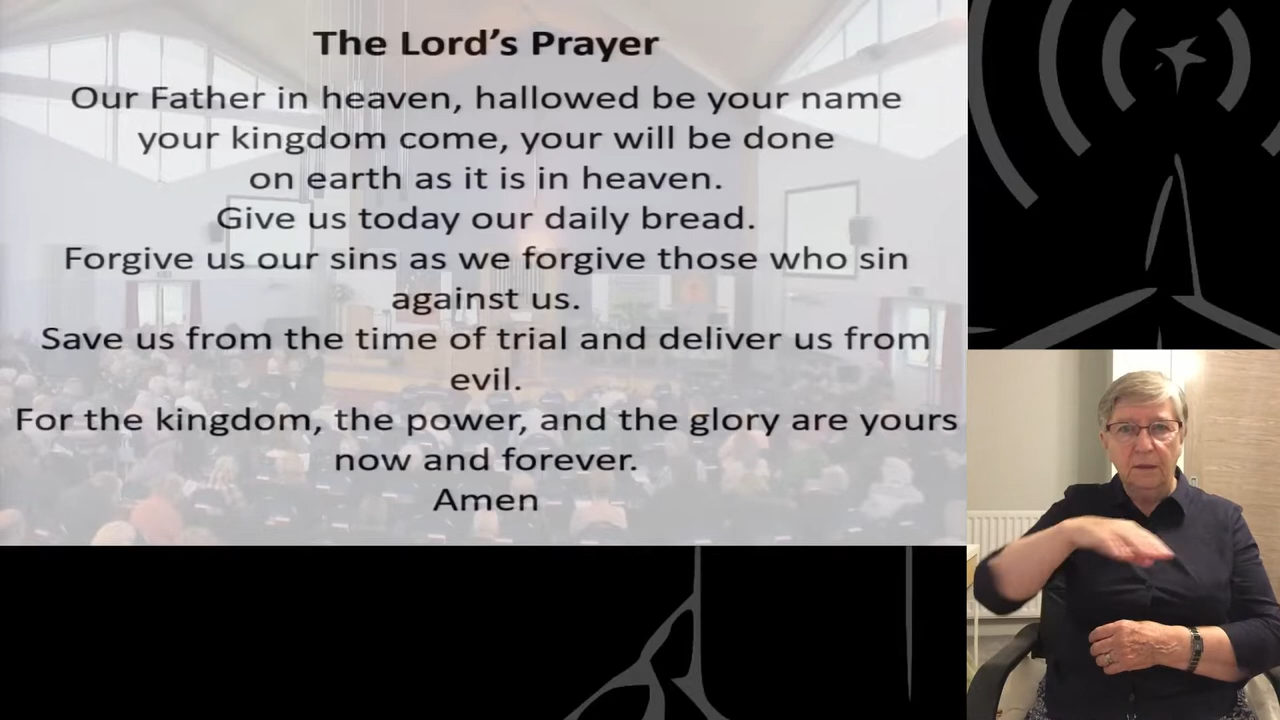 The Lord’s Prayer
Our Father in heaven, hallowed be your name
your kingdom come, your will be done
on earth as it is in heaven.
Give us today our daily bread.
Forgive us our sins as we forgive those who sin
against us.
Save us from the time of trial and deliver us from
evil.
For the kingdom, the power, and the glory are yours
now and forever.
Amen